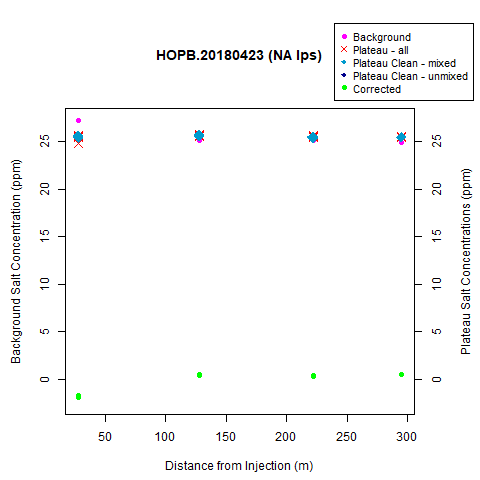 HOPB.20180423 (NA lps)
Background
Plateau - all
Plateau Clean - mixed
Plateau Clean - unmixed
Corrected
Background Salt Concentration (ppm)
25
20
15
10
5
0
25
20
15
10
5
0
Plateau Salt Concentrations (ppm)
50 100 150 200 250 300
Distance from Injection (m)